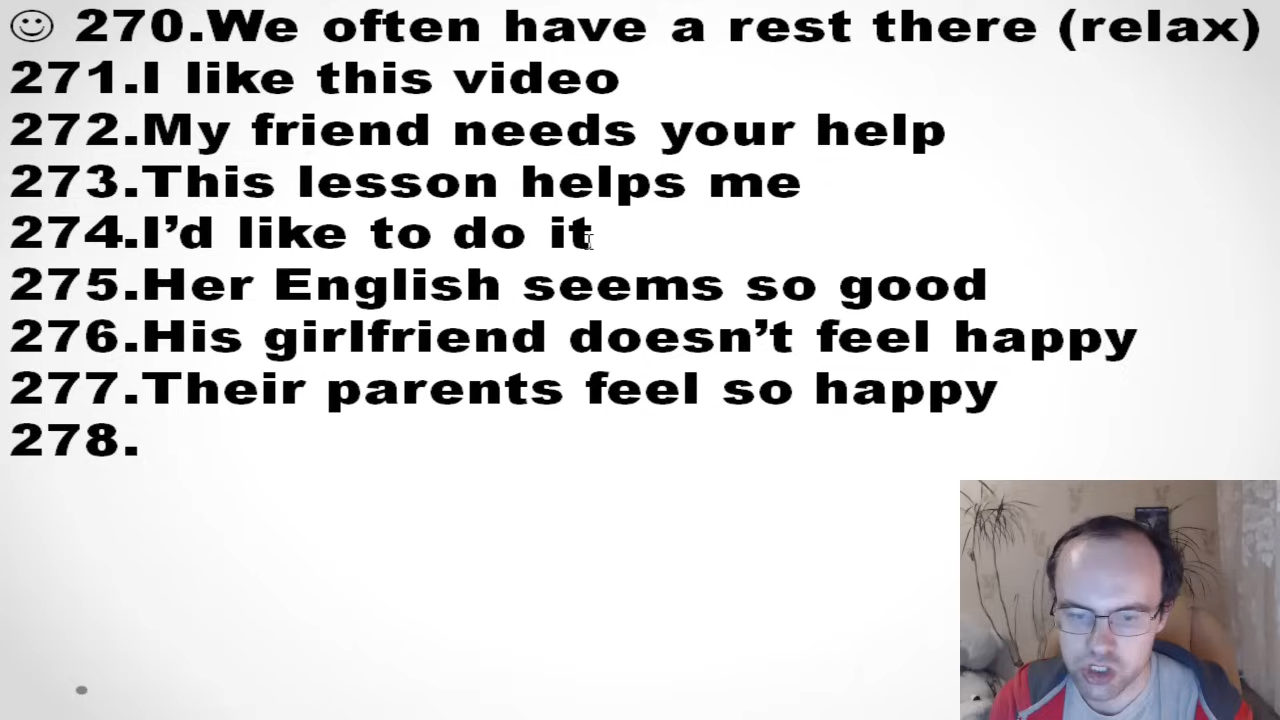 ☺ 270.We often have a rest there (relax)
271.I like this video
272.My friend needs your help
273.This lesson helps me
274.I’d like to do it
275.Her English seems so good
276.His girlfriend doesn’t feel happy
277.Their parents feel so happy
278.